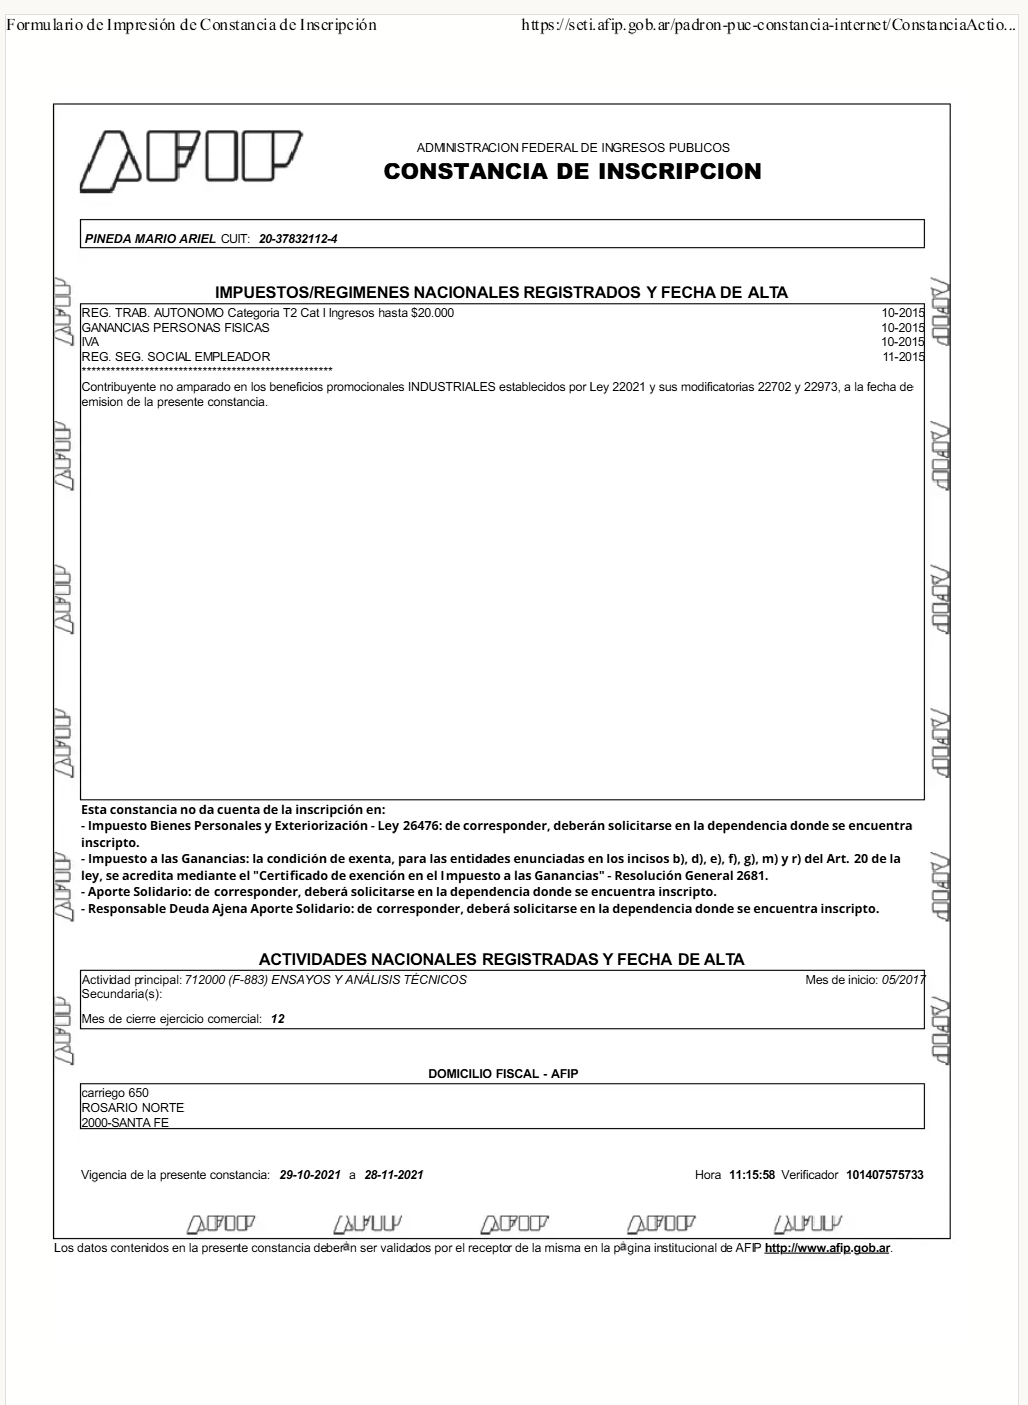 Formulario de Impresión de Constancia de Inscripción
https://seti.afip.gob.ar/padron-puc-constancia-internet/ConstanciaActio...
AFIP
ADMINISTRACION FEDERAL DE INGRESOS PUBLICOS
CONSTANCIA DE INSCRIPCION
PINEDA MARIO ARIEL CUIT: 20-37832112-4
IMPUESTOS/REGIMENES NACIONALES REGISTRADOS Y FECHA DE ALTA
REG. TRAB. AUTONOMO Categoria T2 Cat I Ingresos hasta $20.000 10-2015
GANANCIAS PERSONAS FISICAS 10-2015
IVA 10-2015
REG. SEG. SOCIAL EMPLEADOR 11-2015
****************************************************
Contribuyente no amparado en los beneficios promocionales INDUSTRIALES establecidos por Ley 22021 y sus modificatorias 22702 y 22973, a la fecha de
emision de la presente constancia.
Esta constancia no da cuenta de la inscripción en:
- Impuesto Bienes Personales y Exteriorización - Ley 26476: de corresponder, deberán solicitarse en la dependencia donde se encuentra
inscripto.
- Impuesto a las Ganancias: la condición de exenta, para las entidades enunciadas en los incisos b), d), e), f), g), m) y r) del Art. 20 de la
ley, se acredita mediante el "Certificado de exención en el Impuesto a las Ganancias" - Resolución General 2681.
- Aporte Solidario: de corresponder, deberá solicitarse en la dependencia donde se encuentra inscripto.
- Responsable Deuda Ajena Aporte Solidario: de corresponder, deberá solicitarse en la dependencia donde se encuentra inscripto.
ACTIVIDADES NACIONALES REGISTRADAS Y FECHA DE ALTA
Actividad principal: 712000 (F-883) ENSAYOS Y ANÁLISIS TÉCNICOS Mes de inicio: 05/2017
Secundaria(s):
Mes de cierre ejercicio comercial: 12
DOMICILIO FISCAL - AFIP
carriego 650
ROSARIO NORTE
2000-SANTA FE
Vigencia de la presente constancia: 29-10-2021 a 28-11-2021 Hora 11:15:58 Verificador 101407575733
AFIP AFIP AFIP AFIP AFIP
Los datos contenidos en la presente constancia deberán ser validados por el receptor de la misma en la página institucional de AFIP http://www.afip.gob.ar.